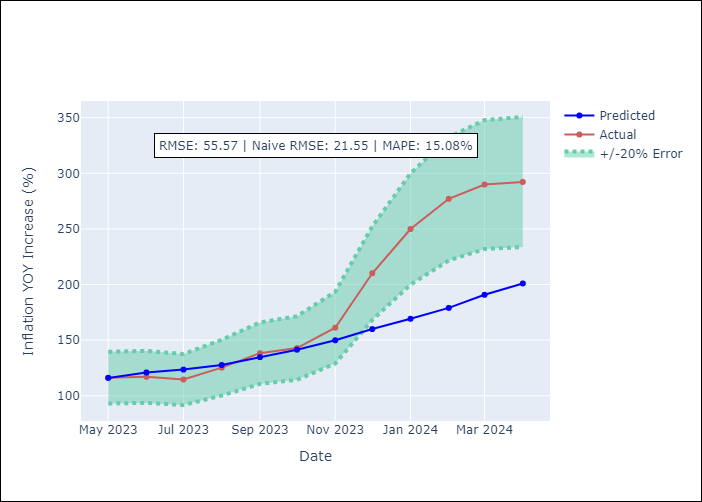 RMSE: 55.57 | Naive RMSE: 21.55 | MAPE: 15.08%
Predicted
Actual
+/-20% Error
Inflation YOY Increase (%)
350
300
250
200
150
100
May 2023
Jul 2023
Sep 2023
Nov 2023
Jan 2024
Mar 2024
Date